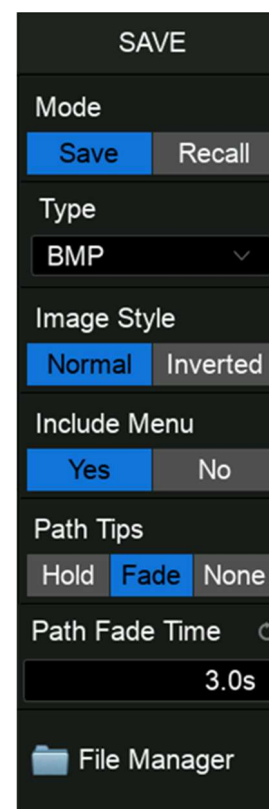 SAVE
Mode
Save Recall
Type
BMP
Image Style
Normal Inverted
Include Menu
Yes No
Path Tips
Hold Fade None
Path Fade Time
3.0s
File Manager